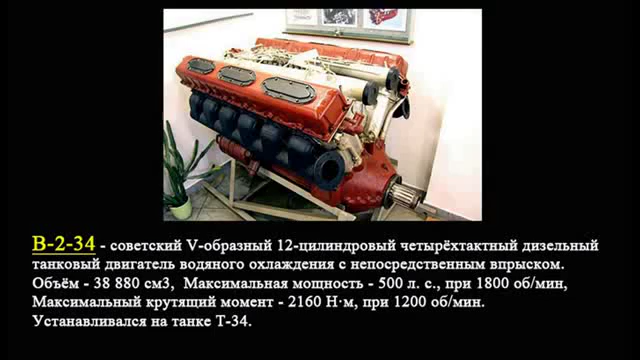 В-2-34 - советский V-образный 12-цилиндровый четырёхтактный дизельный
танковый двигатель водяного охлаждения с непосредственным впрыском.
Объём - 38 880 см3, Максимальная мощность - 500 л. с., при 1800 об/мин,
Максимальный крутящий момент - 2160 Н·м, при 1200 об/мин.
Устанавливался на танке Т-34.